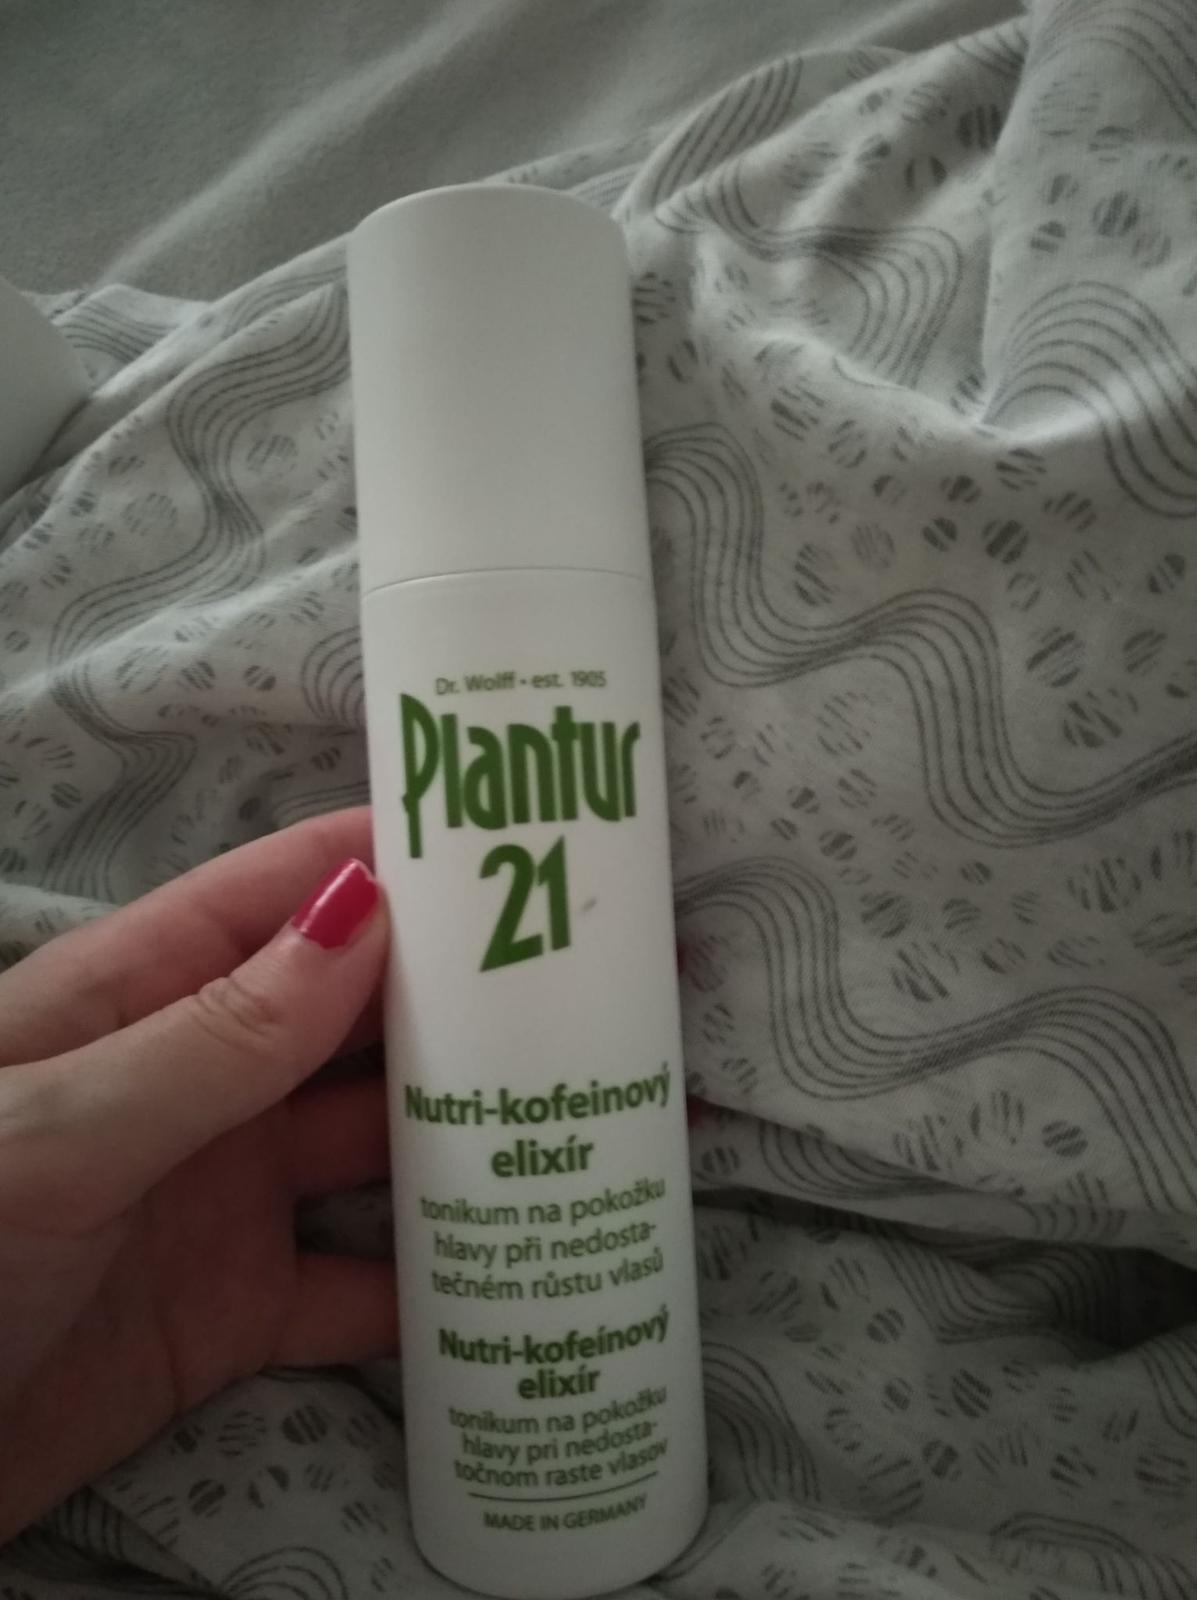 Dr. Wolff • est. 1905
Plantur
21
Nutri-kofeinový
elixír
tonikum na pokožku
hlavy při nedosta-
tečném růstu vlasů
Nutri-kofeínový
elixír
tonikum na pokožku
hlavy pri nedosta-
točnom raste vlasov
MADE IN GERMANY